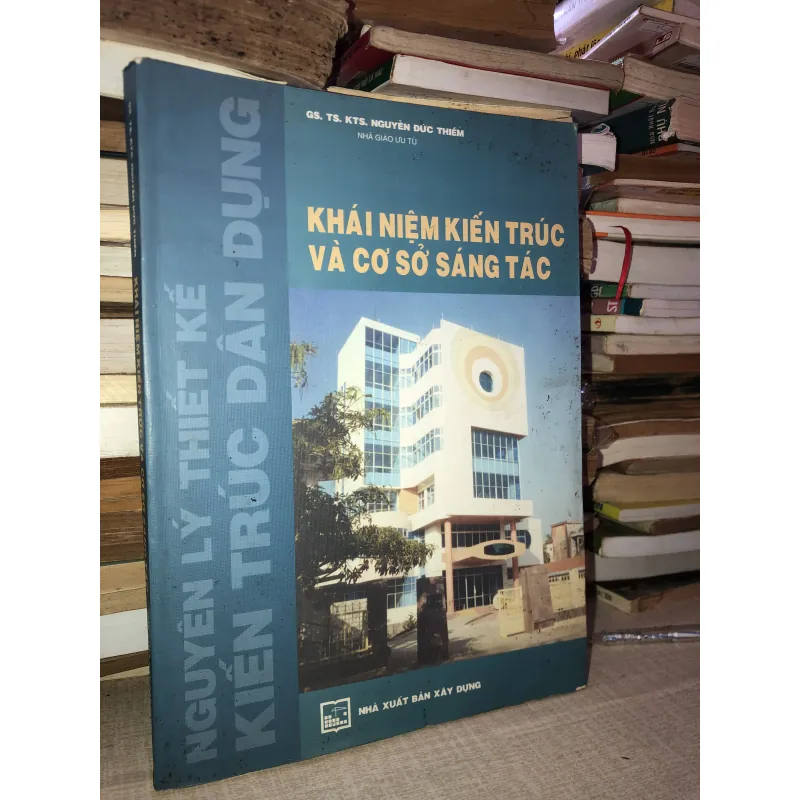 GS. TS. KTS. NGUYỄN ĐỨC THIỀM
NHÀ GIÁO ƯU TÚ
KHÁI NIỆM KIẾN TRÚC
VÀ CƠ SỞ SÁNG TÁC
NGUYÊN LÝ THIẾT KẾ
KIẾN TRÚC DÂN DỤNG
NHÀ XUẤT BẢN XÂY DỰNG